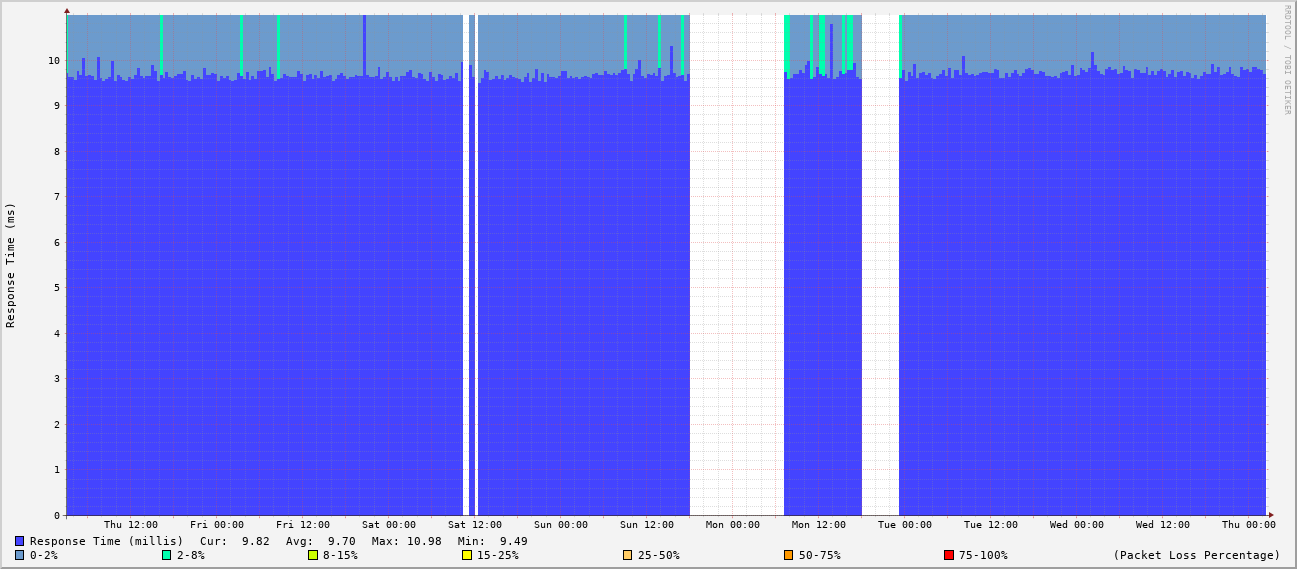 RRDTOOL / TOBI OETIKER
Response Time (ms)
10
9
8
7
6
5
4
3
2
1
0
Thu 12:00 Fri 00:00 Fri 12:00 Sat 00:00 Sat 12:00 Sun 00:00 Sun 12:00 Mon 00:00 Mon 12:00 Tue 00:00 Tue 12:00 Wed 00:00 Wed 12:00 Thu 00:00
Response Time (millis) Cur: 9.82 Avg: 9.70 Max: 10.98 Min: 9.49
0-2% 2-8% 8-15% 15-25% 25-50% 50-75% 75-100% (Packet Loss Percentage)